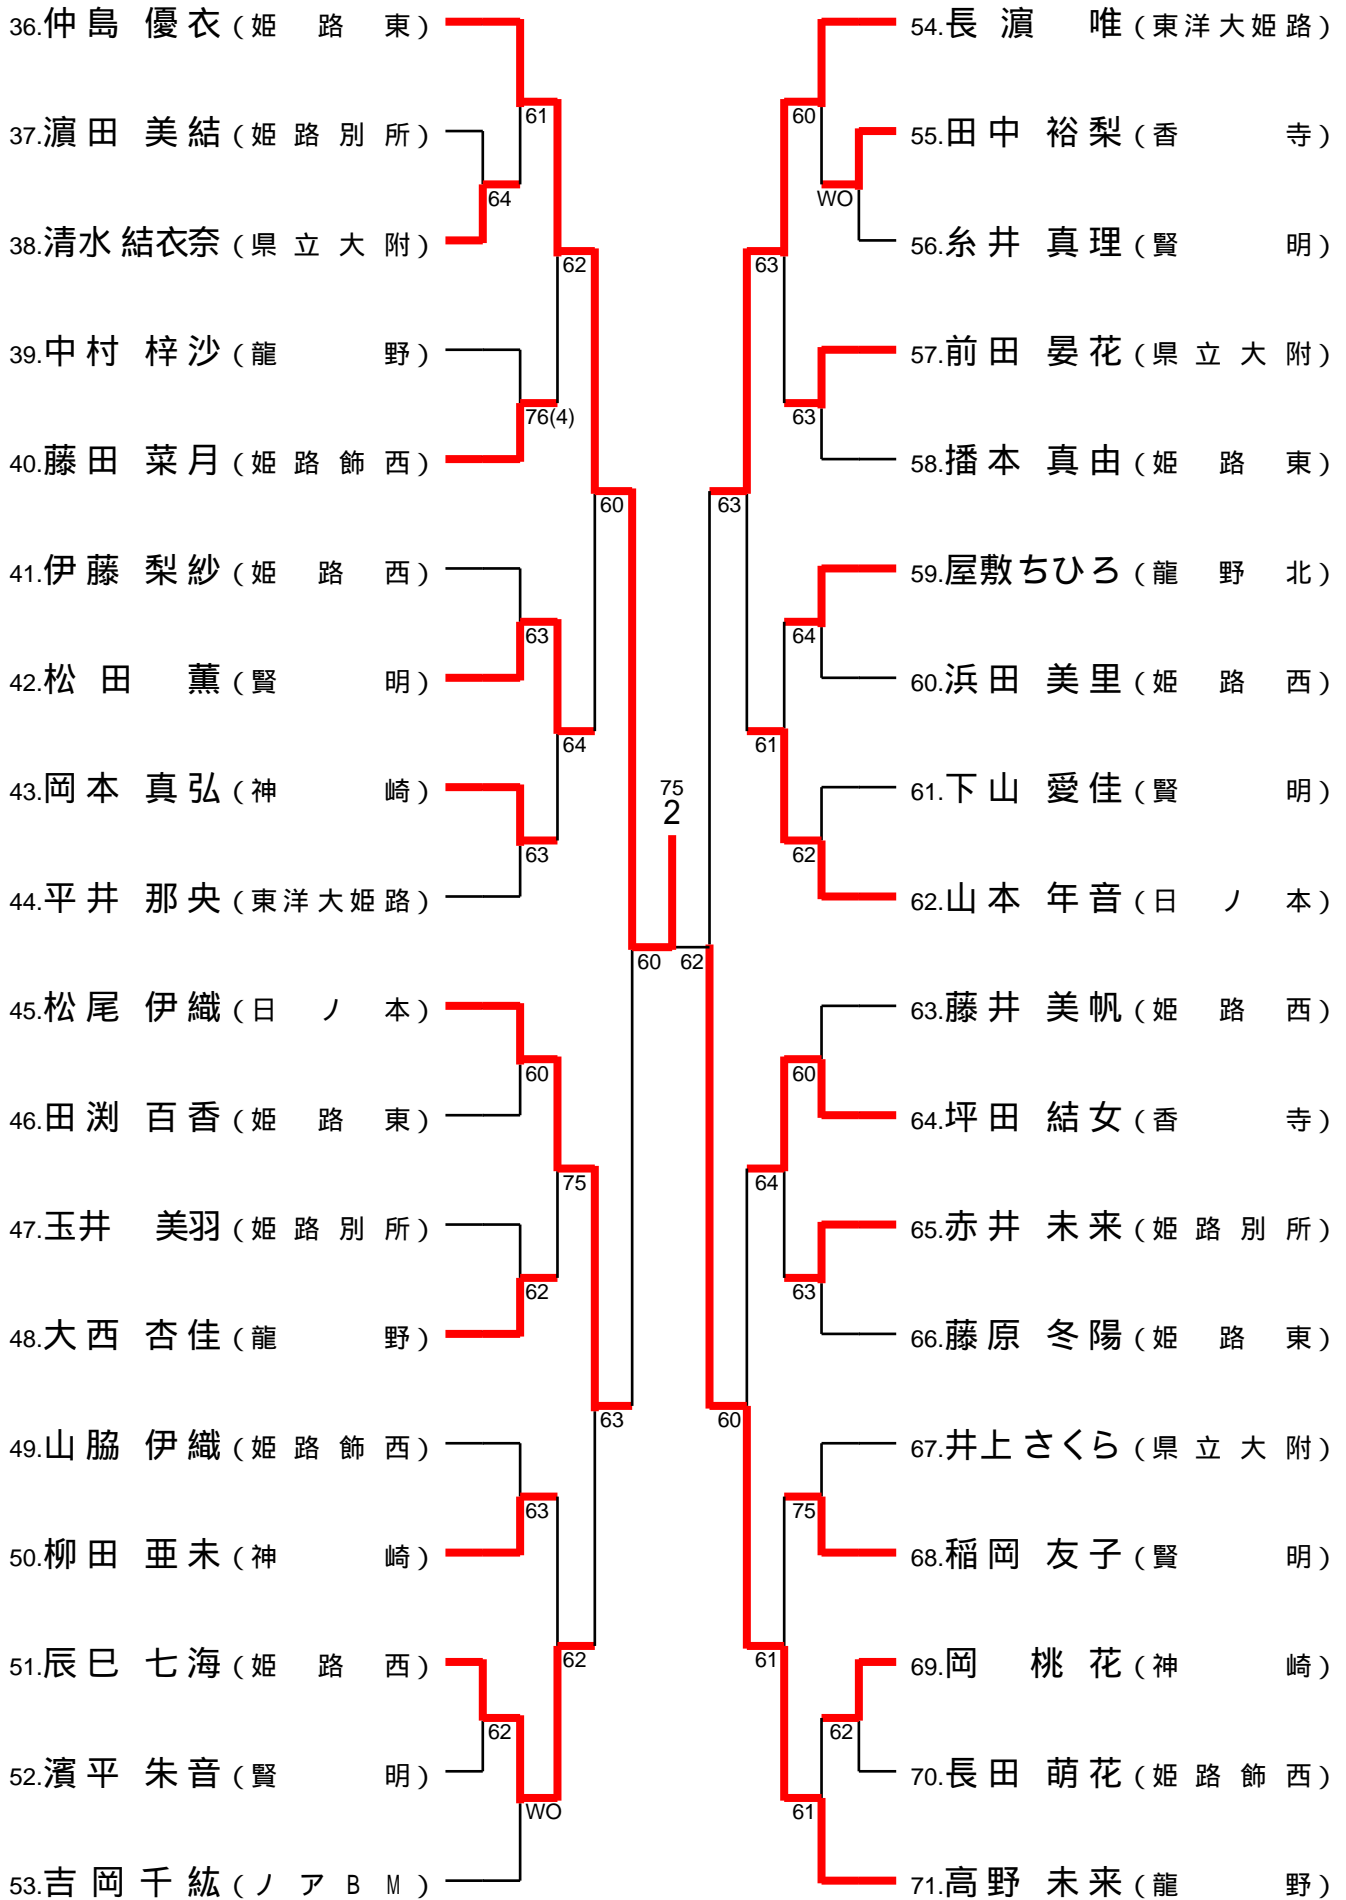 36.仲島 優衣(姫路東)
37.濵田 美結(姫路別所)
38.清水 結衣奈(県立大附)
39.中村 梓沙(龍野)
40.藤田 菜月(姫路飾西)
41.伊藤 梨紗(姫路西)
42.松田 薫(賢明)
43.岡本 真弘(神崎)
44.平井 那央(東洋大姫路)
45.松尾 伊織(日ノ本)
46.田渕 百香(姫路東)
47.玉井 美羽(姫路別所)
48.大西 杏佳(龍野)
49.山脇 伊織(姫路飾西)
50.柳田 亜未(神崎)
51.辰巳 七海(姫路西)
52.濱平 朱音(賢明)
53.吉岡千紘(ノアBM)
61
64
62
76(4)
60
63
64
63
60
75
62
63
63
62
62
WO
75
2
60 62
54.長濵 唯(東洋大姫路)
55.田中 裕梨(香寺)
56.糸井 真理(賢明)
57.前田 晏花(県立大附)
58.播本 真由(姫路東)
59.屋敷ちひろ(龍野北)
60.浜田 美里(姫路西)
61.下山 愛佳(賢明)
62.山本 年音(日ノ本)
63.藤井 美帆(姫路西)
64.坪田 結女(香寺)
65.赤井 未来(姫路別所)
66.藤原 冬陽(姫路東)
67.井上さくら(県立大附)
68.稲岡 友子(賢明)
69.岡 桃花(神崎)
70.長田 萌花(姫路飾西)
71.高野 未来(龍野)
60
WO
63
63
63
64
61
62
60
64
63
60
75
61
62
61